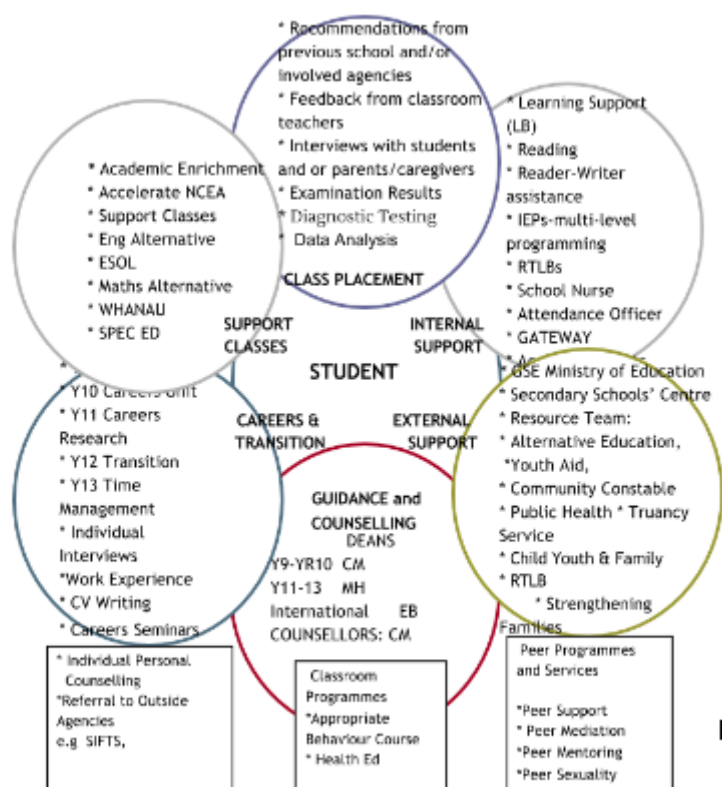 * Recommendations from
previous school and/or
involved agencies
* Feedback from classroom
teachers
* Interviews with students
and or parents/caregivers
* Examination Results
* Diagnostic Testing
* Data Analysis
CLASS PLACEMENT
* Academic Enrichment
* Accelerate NCEA
* Support Classes
* Eng Alternative
* ESOL
* Maths Alternative
* WHANAU
* SPEC ED
* Learning Support
(LB)
* Reading
* Reader-Writer
assistance
* IEPs-multi-level
programming
* RTLBs
* School Nurse
* Attendance Officer
* GATEWAY
SUPPORT
CLASSES
INTERNAL
SUPPORT
STUDENT
CAREERS &
TRANSITION
EXTERNAL
SUPPORT
* Y10 Careers Unit
* Y11 Careers
Research
* Y12 Transition
* Y13 Time
Management
* Individual
Interviews
*Work Experience
* CV Writing
* Careers Seminars
* GSE Ministry of Education
* Secondary Schools' Centre
* Resource Team:
* Alternative Education,
*Youth Aid,
* Community Constable
* Public Health * Truancy
Service
* Child Youth & Family
* RTLB
* Strengthening
Families
GUIDANCE and
COUNSELLING
DEANS
Y9-YR10 CM
Y11-13 MH
International EB
COUNSELLORS: CM
* Individual Personal
Counselling
*Referral to Outside
Agencies
e.g SIFTS,
Classroom
Programmes
*Appropriate
Behaviour Course
* Health Ed
Peer Programmes
and Services
*Peer Support
* Peer Mediation
*Peer Mentoring
*Peer Sexuality